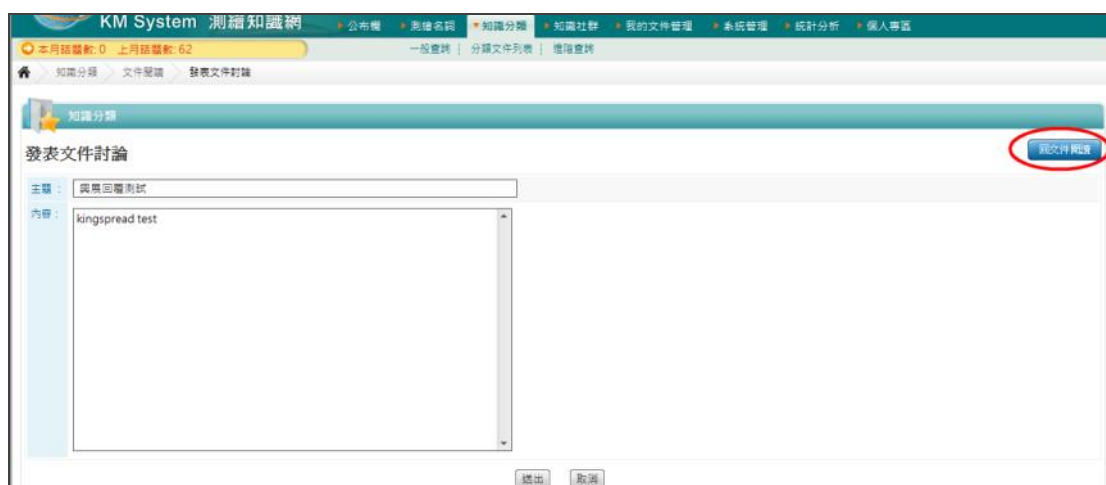 KM System 測繪知識網
公布欄 測繪名詞 知識分類 知識社群 我的文件管理 系統管理 統計分析 個人專區
本月話題數: 0 上月話題數: 62
一般查詢 | 分類文件列表 | 進階查詢
知識分類 文件閱讀 發表文件討論
知識分類
發表文件討論
回文件閱讀
主題：
興展回覆測試
內容：
kingspread test
送出 取消